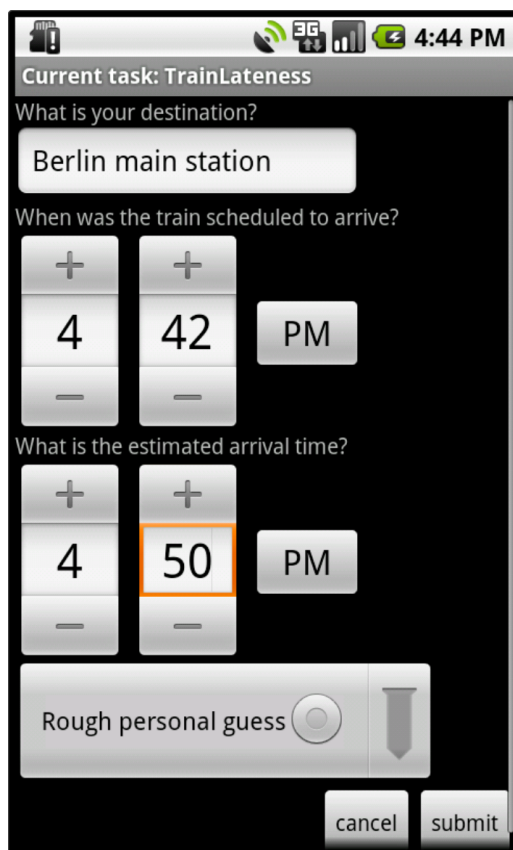 3G 4:44 PM
Current task: TrainLateness
What is your destination?
Berlin main station
When was the train scheduled to arrive?
+ +
4 42 PM
− −
What is the estimated arrival time?
+ +
4 50 PM
− −
Rough personal guess
cancel submit